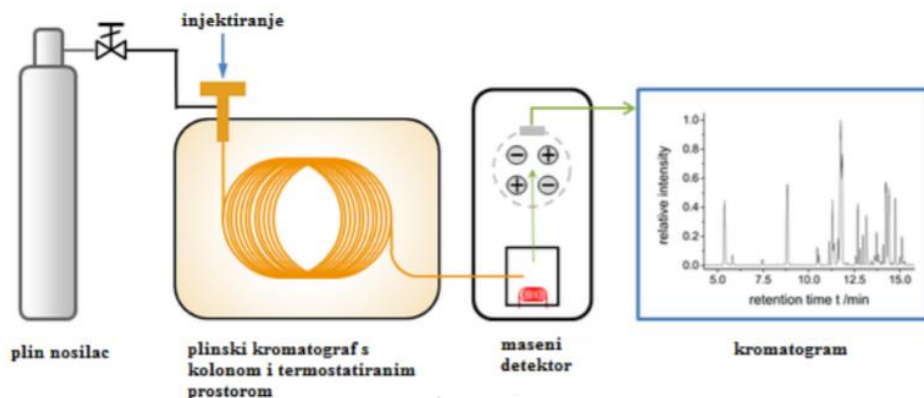 injektiranje
plin nosilac
plinski kromatograf s
kolonom i termostatiranim
prostorom
maseni
detektor
− +
+ −
relative intensity
1.0
0.8
0.6
0.4
0.2
0.0
5.0 7.5 10.0 12.5 15.0
retention time t /min
kromatogram